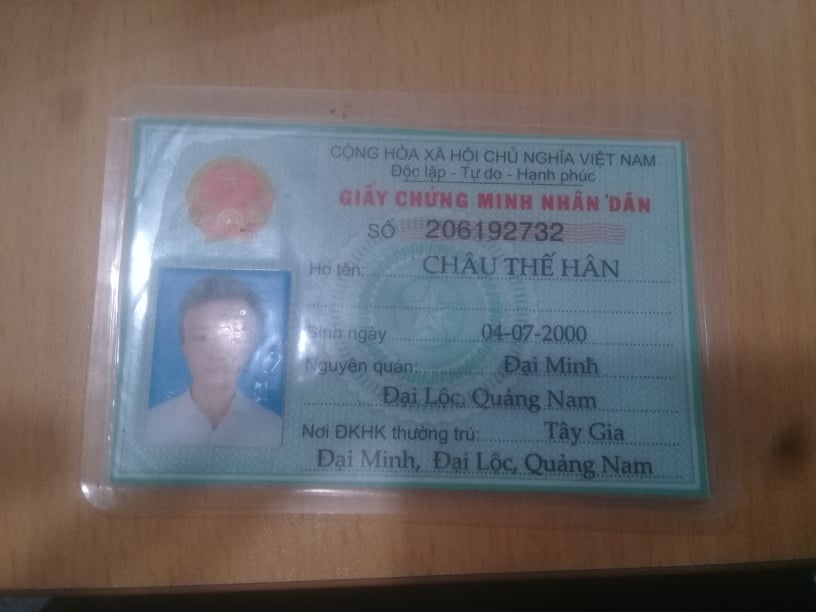 CỘNG HÒA XÃ HỘI CHỦ NGHĨA VIỆT NAM
Độc lập - Tự do - Hạnh phúc
GIẤY CHỨNG MINH NHÂN DÂN
SỐ 206192732
Họ tên: CHÂU THẾ HÂN
Sinh ngày 04-07-2000
Nguyên quán: Đại Minh
Đại Lộc, Quảng Nam
Nơi ĐKHK thường trú: Tây Gia
Đại Minh, Đại Lộc, Quảng Nam